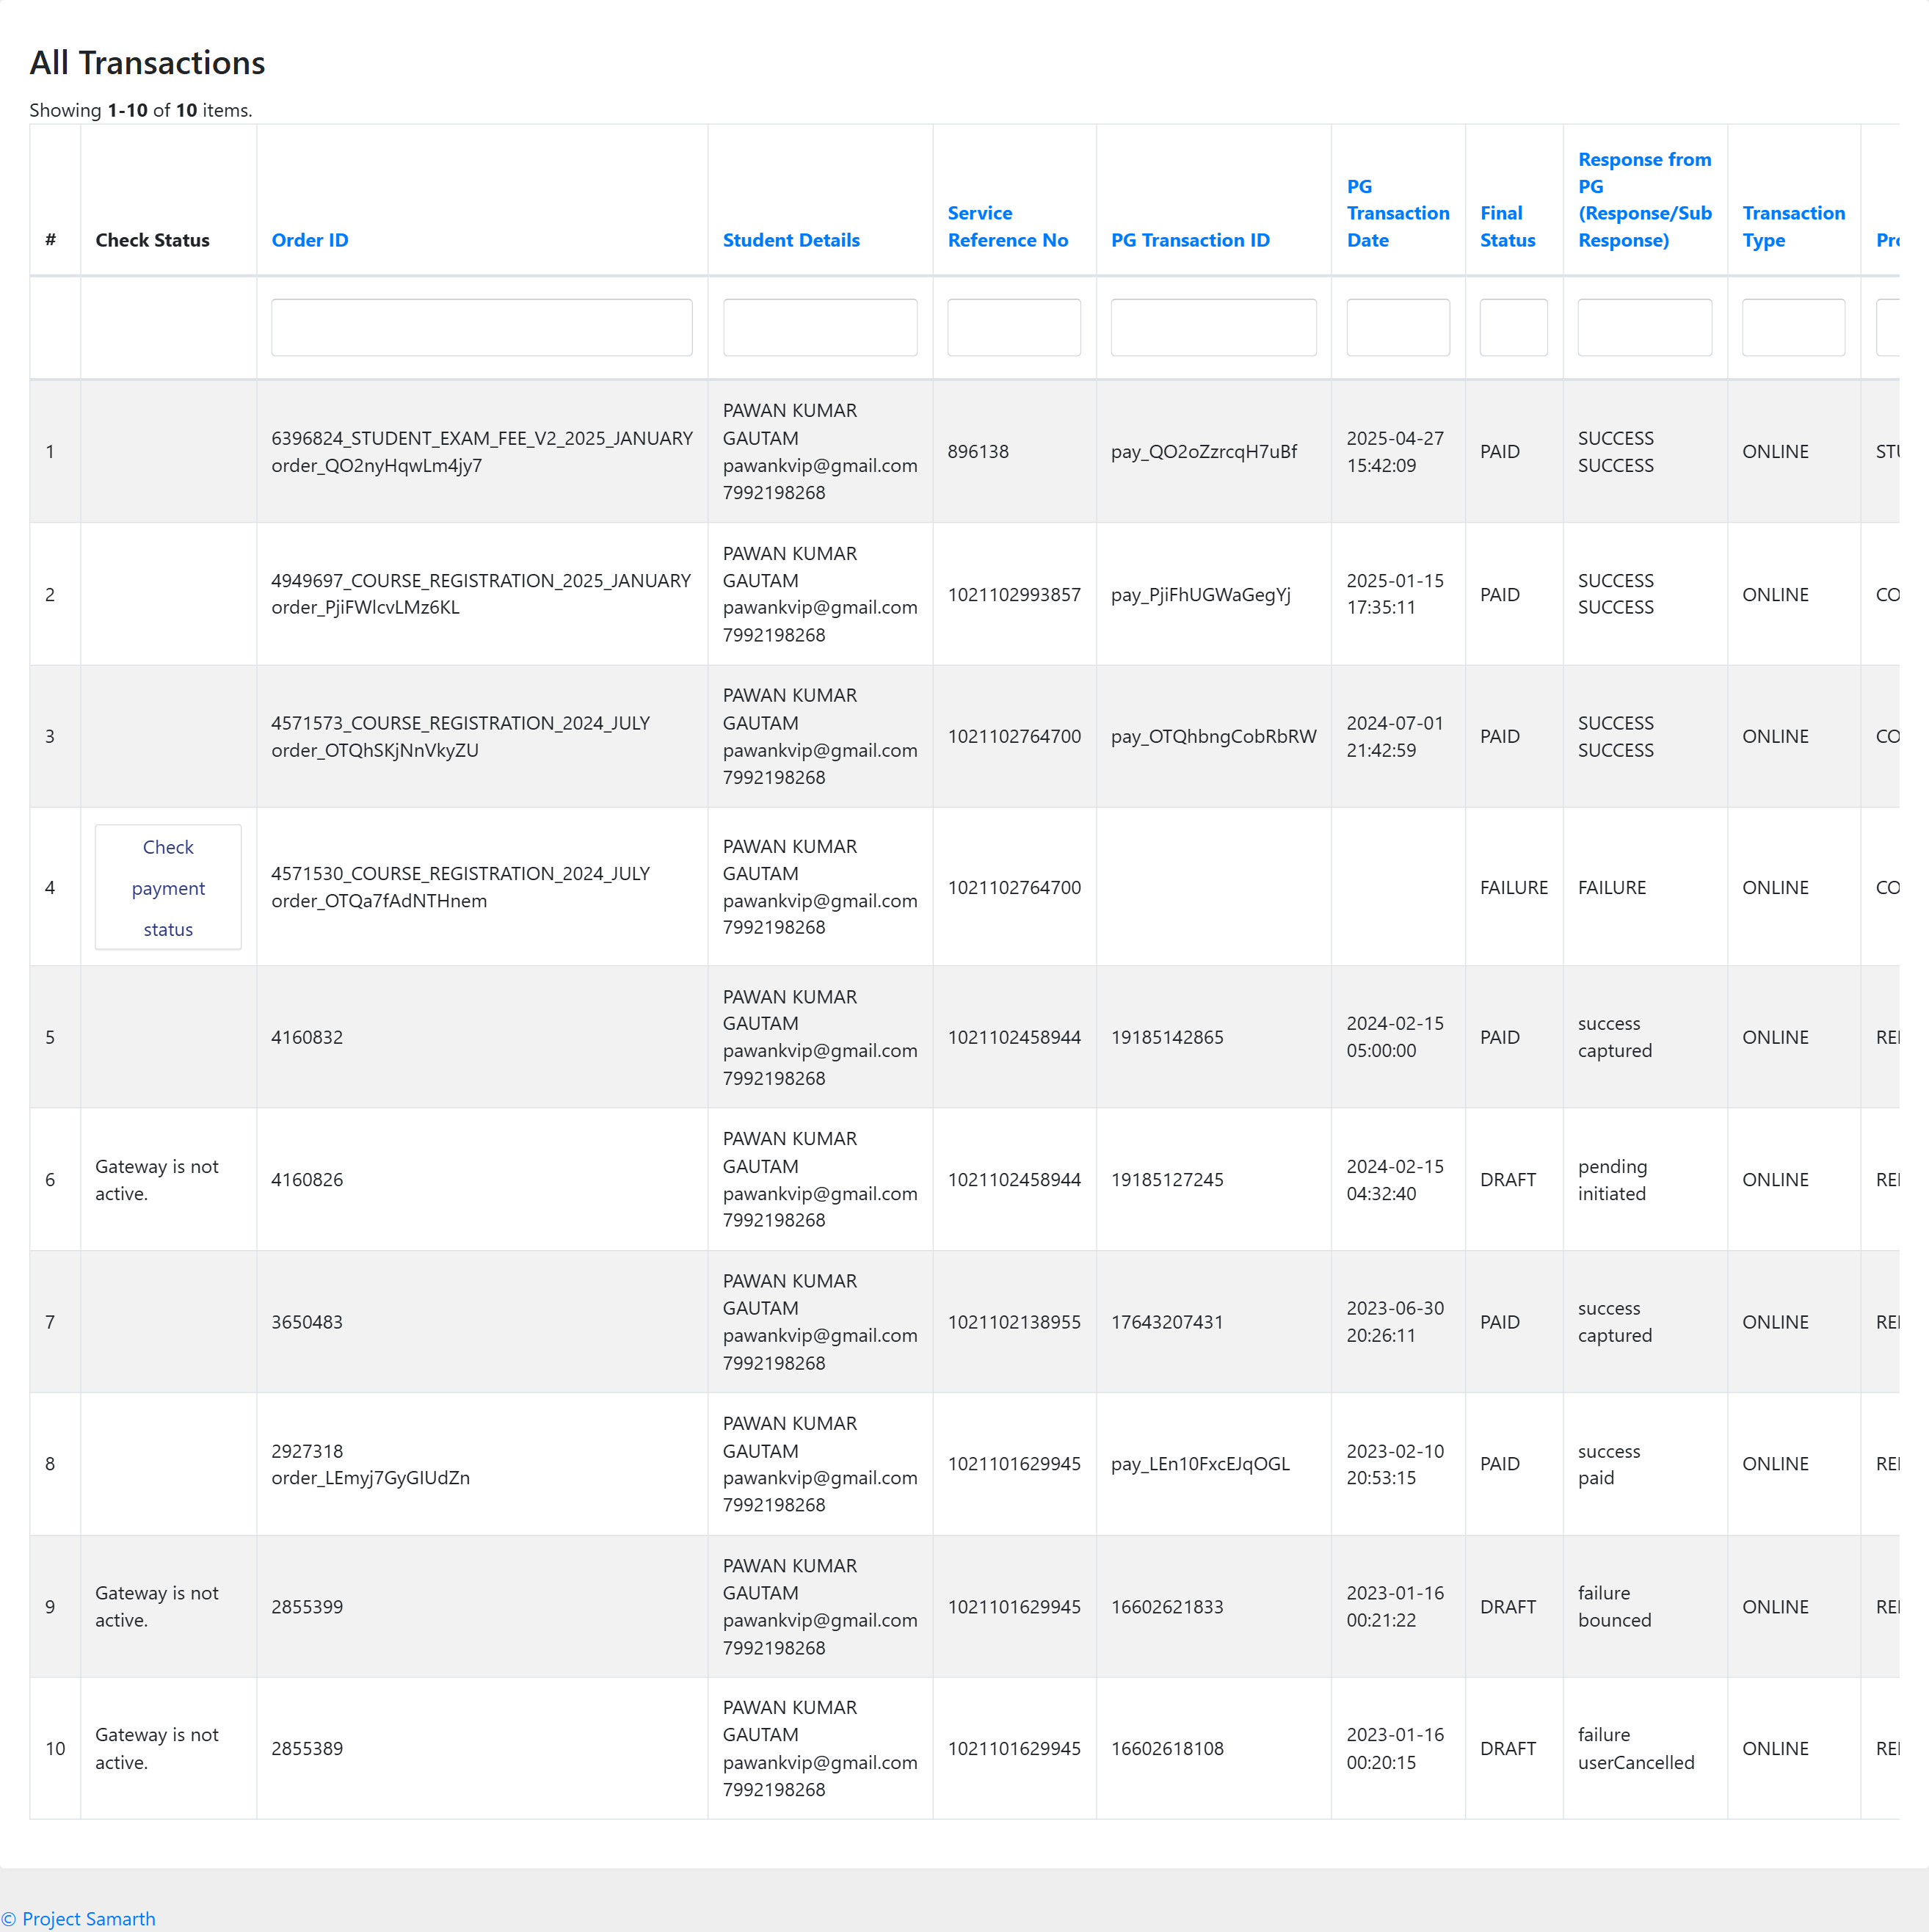 All Transactions
Showing 1-10 of 10 items.
#
Check Status
Order ID
Student Details
Service
Reference No
PG Transaction ID
PG
Transaction
Date
Final
Status
Response from
PG
(Response/Sub
Response)
Transaction
Type
Pro
1
6396824_STUDENT_EXAM_FEE_V2_2025_JANUARY
order_QO2nyHqwLm4jy7
PAWAN KUMAR
GAUTAM
pawankvip@gmail.com
7992198268
896138
pay_QO2oZzrcqH7uBf
2025-04-27
15:42:09
PAID
SUCCESS
SUCCESS
ONLINE
STU
2
4949697_COURSE_REGISTRATION_2025_JANUARY
order_PjiFWlcvLMz6KL
PAWAN KUMAR
GAUTAM
pawankvip@gmail.com
7992198268
1021102993857
pay_PjiFhUGWaGegYj
2025-01-15
17:35:11
PAID
SUCCESS
SUCCESS
ONLINE
CO
3
4571573_COURSE_REGISTRATION_2024_JULY
order_OTQhSKjNnVkyZU
PAWAN KUMAR
GAUTAM
pawankvip@gmail.com
7992198268
1021102764700
pay_OTQhbngCobRbRW
2024-07-01
21:42:59
PAID
SUCCESS
SUCCESS
ONLINE
CO
4
Check
payment
status
4571530_COURSE_REGISTRATION_2024_JULY
order_OTQa7fAdNTHnem
PAWAN KUMAR
GAUTAM
pawankvip@gmail.com
7992198268
1021102764700
FAILURE
FAILURE
ONLINE
CO
5
4160832
PAWAN KUMAR
GAUTAM
pawankvip@gmail.com
7992198268
1021102458944
19185142865
2024-02-15
05:00:00
PAID
success
captured
ONLINE
RE
6
Gateway is not
active.
4160826
PAWAN KUMAR
GAUTAM
pawankvip@gmail.com
7992198268
1021102458944
19185127245
2024-02-15
04:32:40
DRAFT
pending
initiated
ONLINE
RE
7
3650483
PAWAN KUMAR
GAUTAM
pawankvip@gmail.com
7992198268
1021102138955
17643207431
2023-06-30
20:26:11
PAID
success
captured
ONLINE
RE
8
2927318
order_LEmyj7GyGIUdZn
PAWAN KUMAR
GAUTAM
pawankvip@gmail.com
7992198268
1021101629945
pay_LEn10FxcEJqOGL
2023-02-10
20:53:15
PAID
success
paid
ONLINE
RE
9
Gateway is not
active.
2855399
PAWAN KUMAR
GAUTAM
pawankvip@gmail.com
7992198268
1021101629945
16602621833
2023-01-16
00:21:22
DRAFT
failure
bounced
ONLINE
RE
10
Gateway is not
active.
2855389
PAWAN KUMAR
GAUTAM
pawankvip@gmail.com
7992198268
1021101629945
16602618108
2023-01-16
00:20:15
DRAFT
failure
userCancelled
ONLINE
RE
© Project Samarth